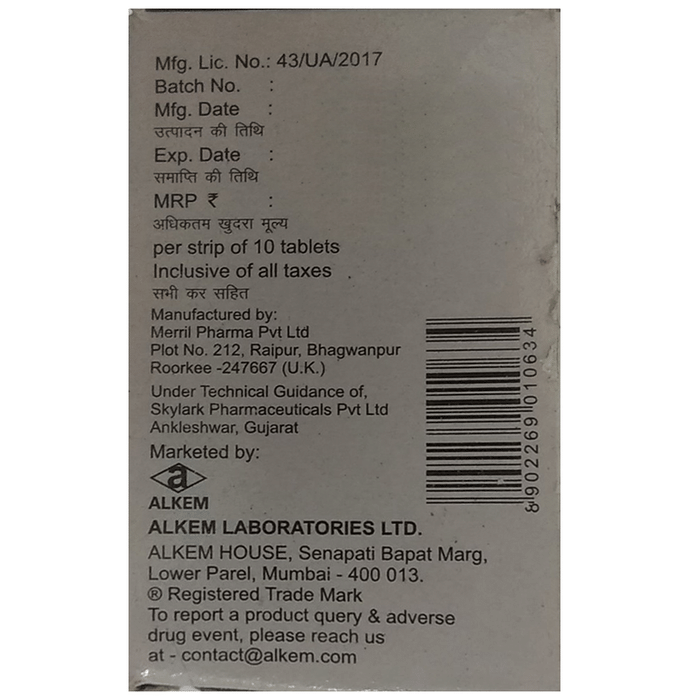 Mfg. Lic. No.: 43/UA/2017
Batch No. :
Mfg. Date :
उत्पादन की तिथि
Exp. Date :
समाप्ति की तिथि
MRP ₹ :
अधिकतम खुदरा मूल्य
per strip of 10 tablets
Inclusive of all taxes
सभी कर सहित
Manufactured by:
Merril Pharma Pvt Ltd
Plot No. 212, Raipur, Bhagwanpur
Roorkee -247667 (U.K.)
Under Technical Guidance of,
Skylark Pharmaceuticals Pvt Ltd
Ankleshwar, Gujarat
Marketed by:
a
ALKEM
ALKEM LABORATORIES LTD.
ALKEM HOUSE, Senapati Bapat Marg,
Lower Parel, Mumbai - 400 013.
® Registered Trade Mark
To report a product query & adverse
drug event, please reach us
at - contact@alkem.com
8 902269 010634